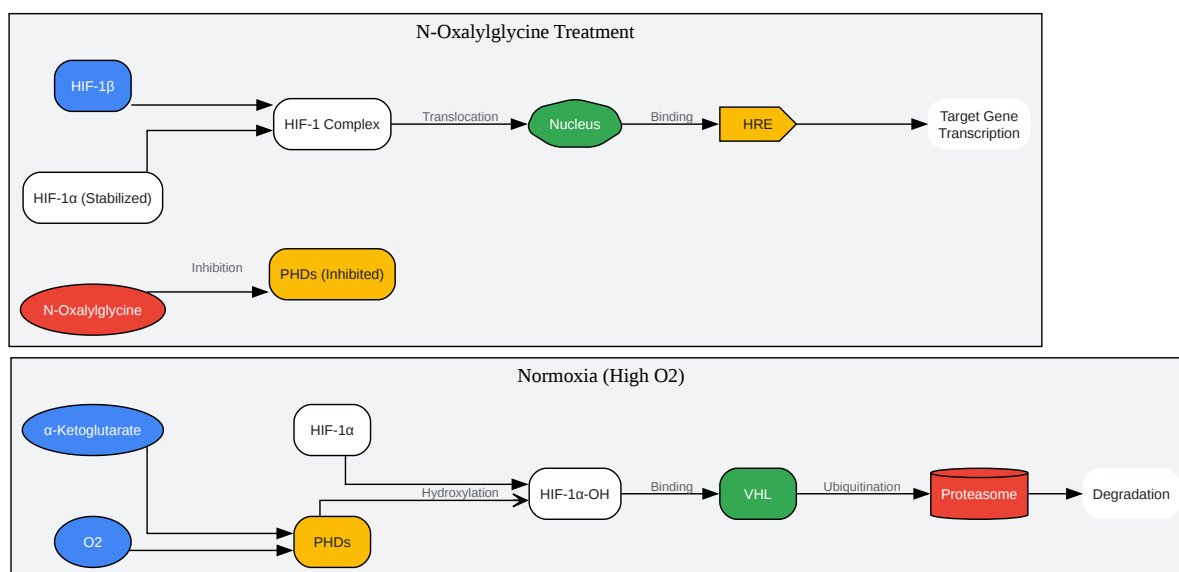 N-Oxalylglycine Treatment
HIF-1β
HIF-1 Complex
Translocation
Nucleus
Binding
HRE
Target Gene
Transcription
HIF-1α (Stabilized)
Inhibition
PHDs (Inhibited)
N-Oxalylglycine
Normoxia (High O2)
α-Ketoglutarate
HIF-1α
Hydroxylation
HIF-1α-OH
Binding
VHL
Ubiquitination
Proteasome
Degradation
O2
PHDs